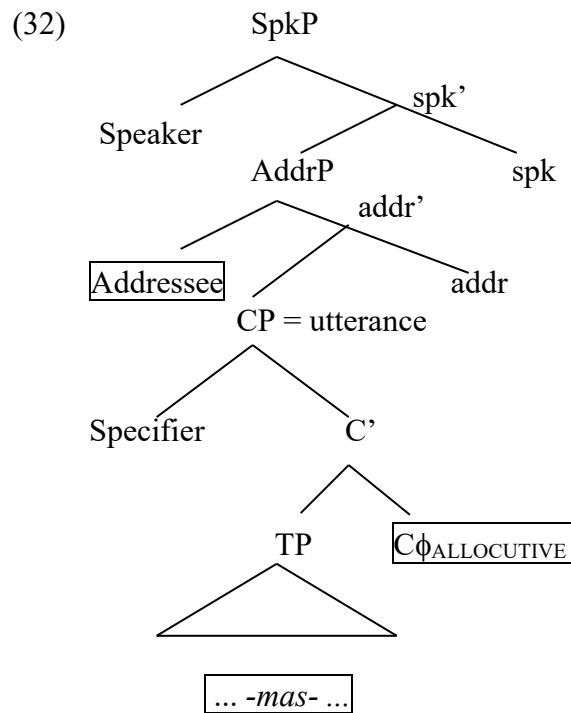 (32) SpkP
spk’
Speaker
AddrP spk
addr’
Addressee addr
CP = utterance
Specifier C’
TP CϕALLOCUTIVE
... -mas- ...